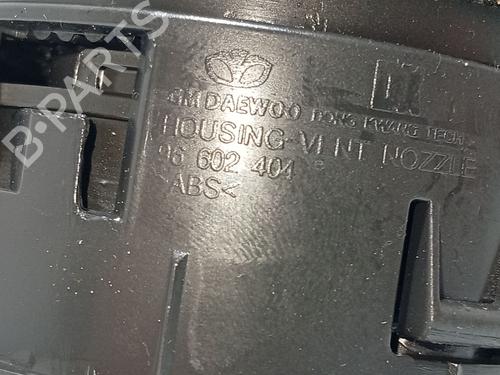 B-PARTS
GM DAEWOO DONG KWANG TECH
HOUSING-VENT NOZZLE
96 602 404
>ABS<